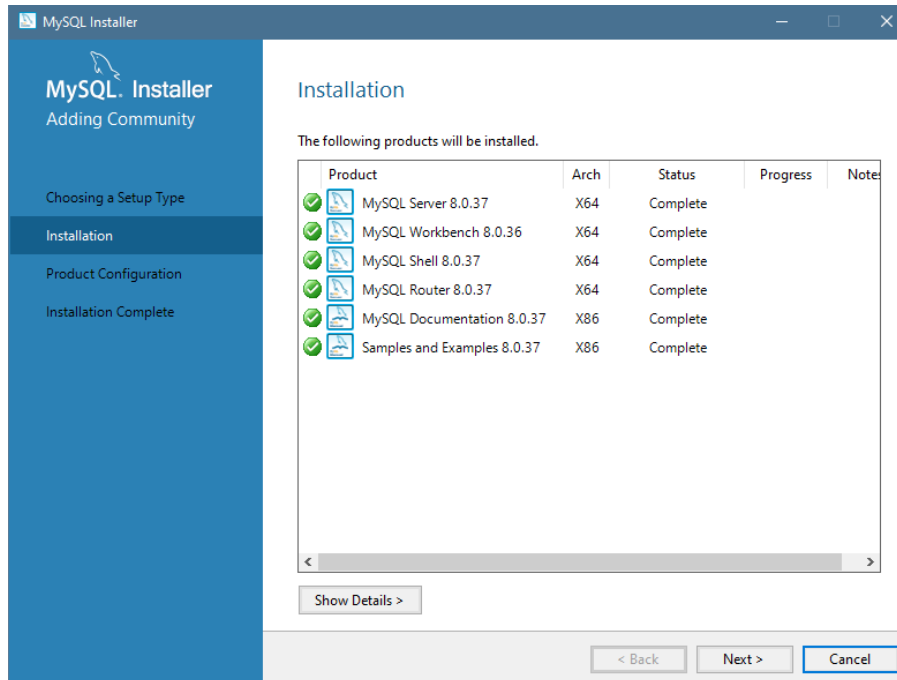 MySQL Installer
MySQL. Installer
Adding Community
Choosing a Setup Type
Installation
Product Configuration
Installation Complete
Installation
The following products will be installed.
Product Arch Status Progress Notes
MySQL Server 8.0.37 X64 Complete
MySQL Workbench 8.0.36 X64 Complete
MySQL Shell 8.0.37 X64 Complete
MySQL Router 8.0.37 X64 Complete
MySQL Documentation 8.0.37 X86 Complete
Samples and Examples 8.0.37 X86 Complete
Show Details >
< Back Next > Cancel